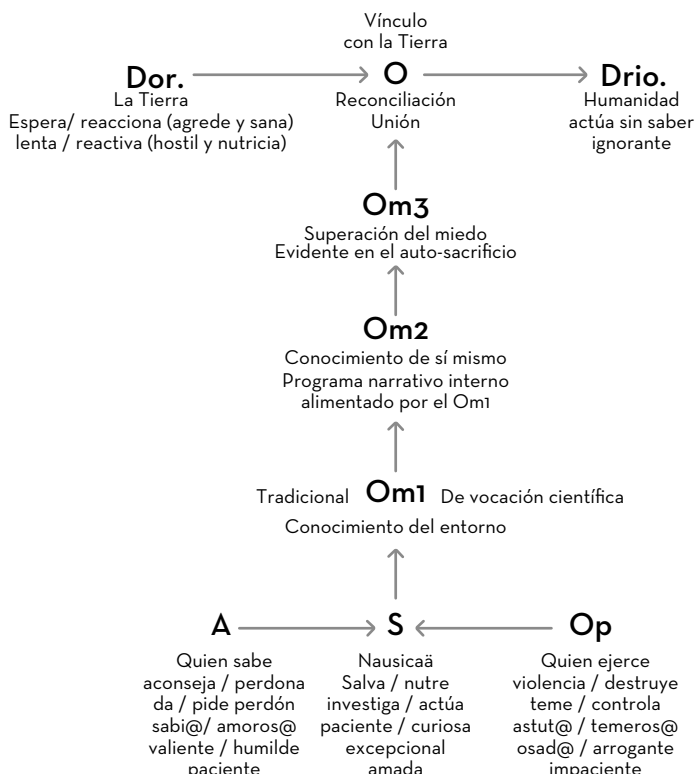 Vínculo
con la Tierra
Dor.
La Tierra
Espera/ reacciona (agrede y sana)
lenta / reactiva (hostil y nutricia)
O
Reconciliación
Unión
Drio.
Humanidad
actúa sin saber
ignorante
Om3
Superación del miedo
Evidente en el auto-sacrificio
Om2
Conocimiento de sí mismo
Programa narrativo interno
alimentado por el Om1
Tradicional Om1 De vocación científica
Conocimiento del entorno
A
Quien sabe
aconseja / perdona
da / pide perdón
sabi@/ amoros@
valiente / humilde
paciente
S
Nausicaä
Salva / nutre
investiga / actúa
paciente / curiosa
excepcional
amada
Op
Quien ejerce
violencia / destruye
teme / controla
astut@ / temeros@
osad@ / arrogante
impaciente